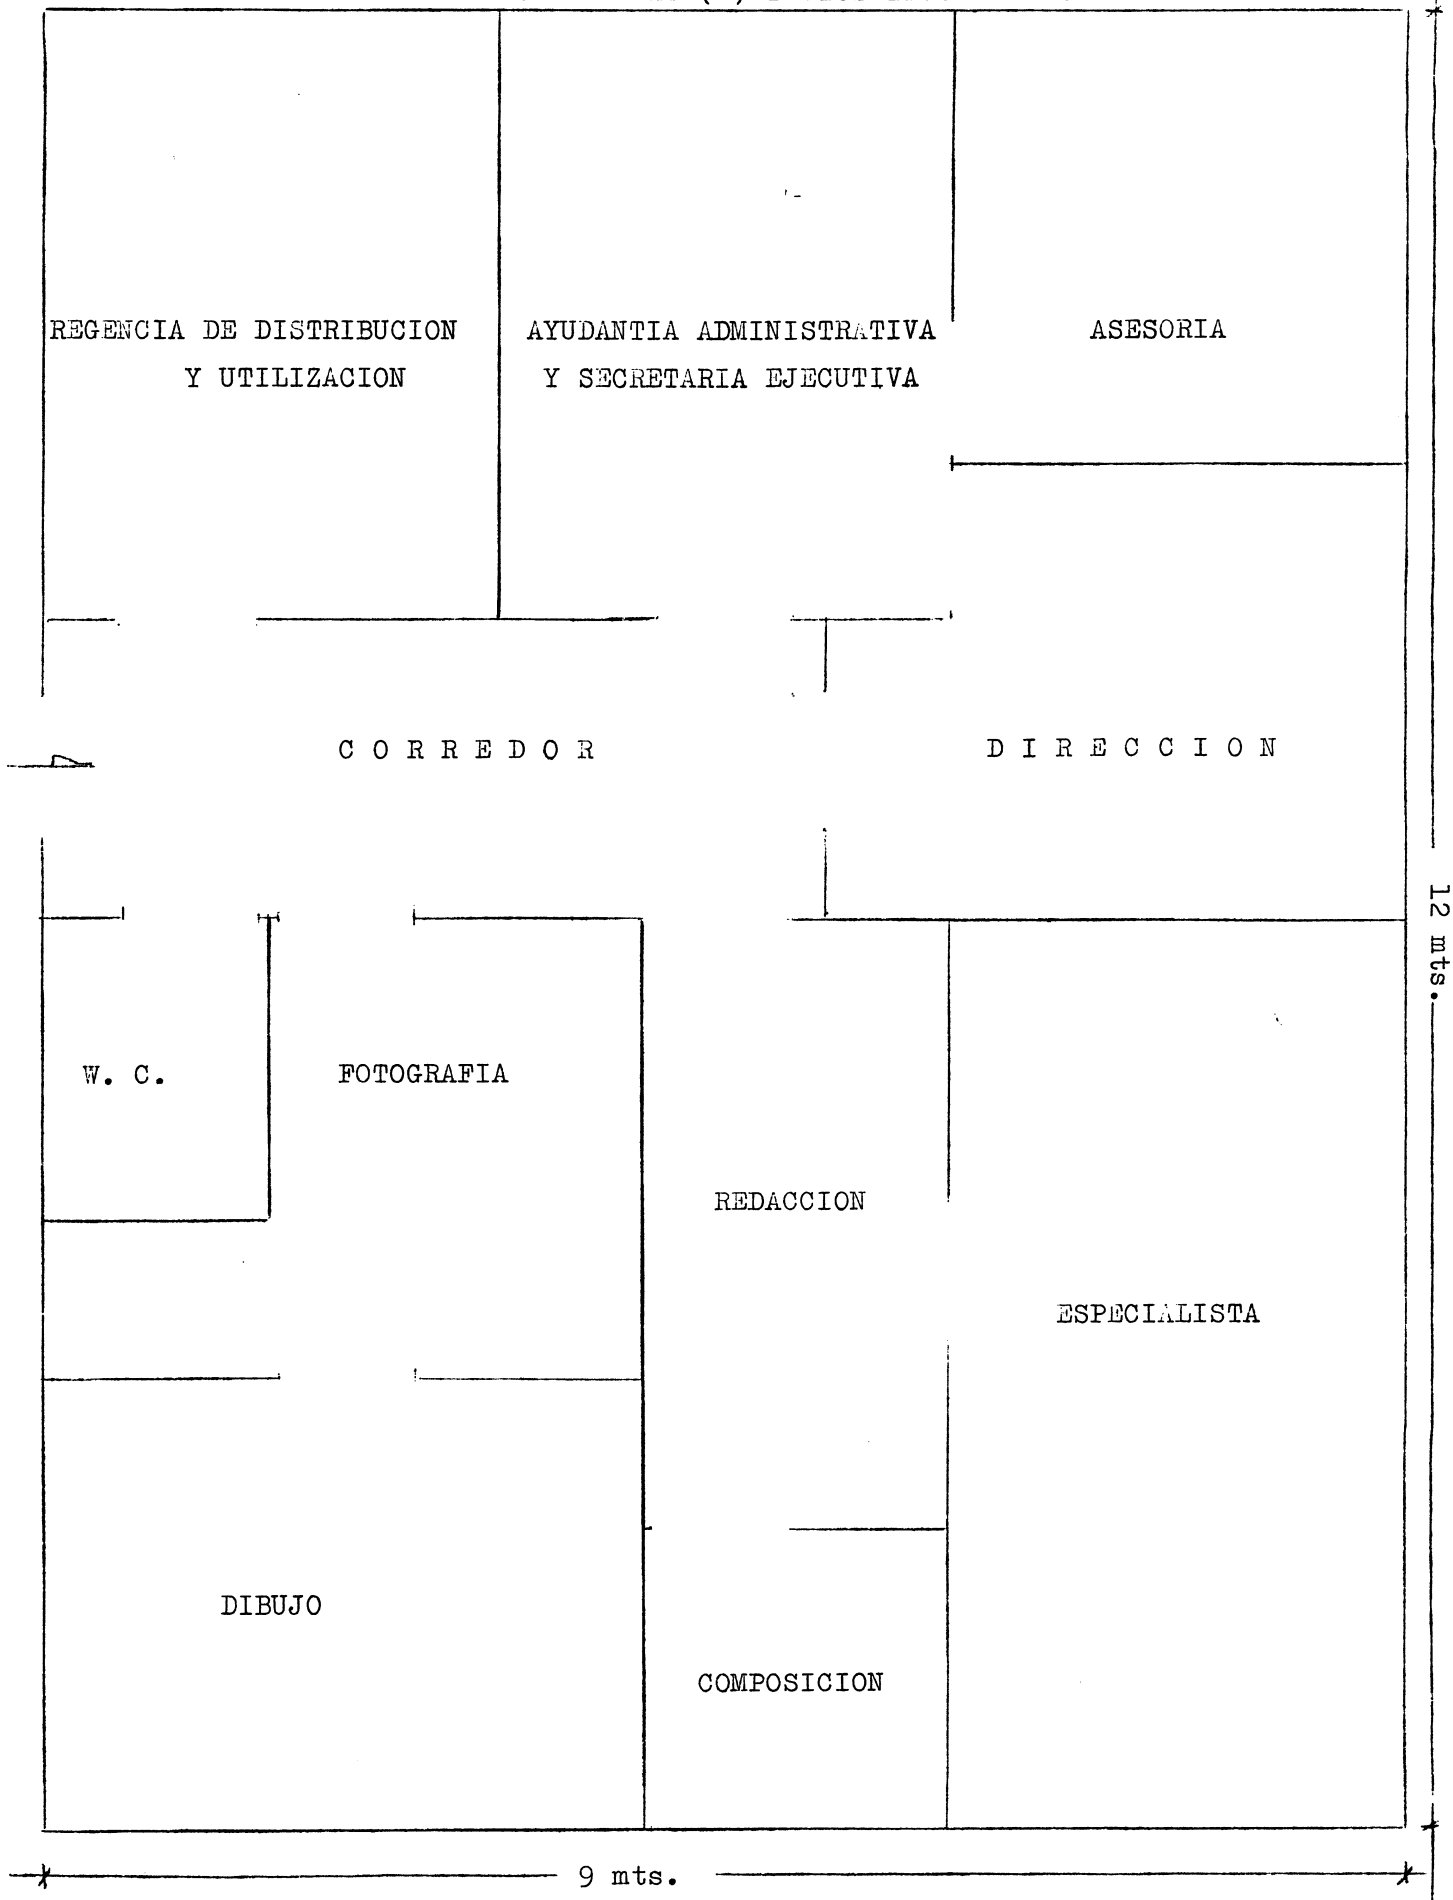 REGENCIA DE DISTRIBUCION
Y UTILIZACION
AYUDANTIA ADMINISTRATIVA
Y SECRETARIA EJECUTIVA
ASESORIA
C O R R E D O R
D I R E C C I O N
12 mts.
W. C.
FOTOGRAFIA
REDACCION
ESPECIALISTA
DIBUJO
COMPOSICION
9 mts.